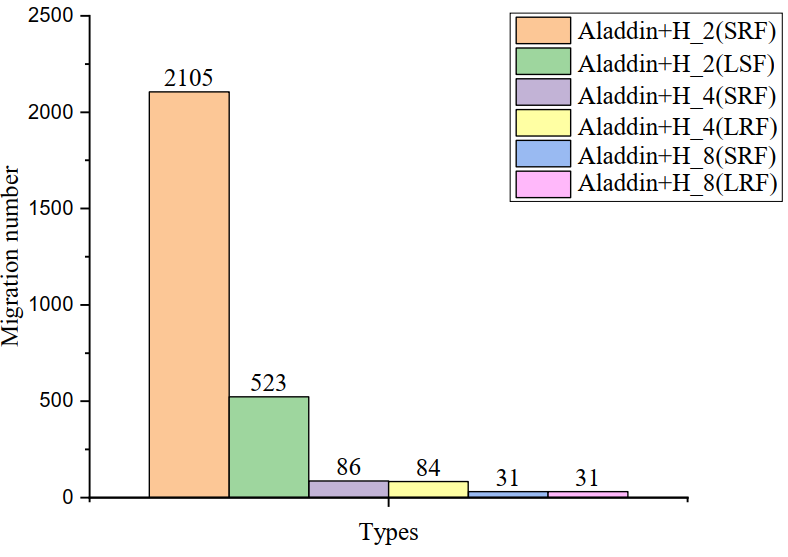 2500
2000
1500
1000
500
0
Migration number
Types
2105
523
86
84
31
31
Aladdin+H_2(SRF)
Aladdin+H_2(LSF)
Aladdin+H_4(SRF)
Aladdin+H_4(LRF)
Aladdin+H_8(SRF)
Aladdin+H_8(LRF)